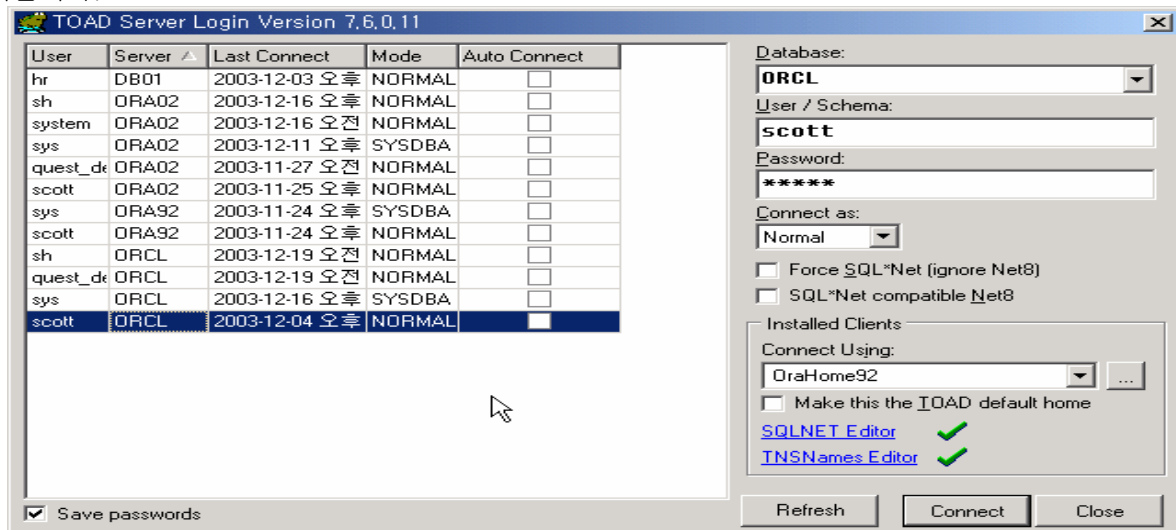 TOAD Server Login Version 7,6,0,11
User Server Last Connect Mode Auto Connect
hr DB01 2003-12-03 오후 NORMAL
sh ORA02 2003-12-16 오후 NORMAL
system ORA02 2003-12-16 오전 NORMAL
sys ORA02 2003-12-11 오후 SYSDBA
quest_de ORA02 2003-11-27 오전 NORMAL
scott ORA02 2003-11-25 오후 NORMAL
sys ORA92 2003-11-24 오후 SYSDBA
scott ORA92 2003-11-24 오후 NORMAL
sh ORCL 2003-12-19 오전 NORMAL
quest_de ORCL 2003-12-19 오전 NORMAL
sys ORCL 2003-12-16 오후 SYSDBA
scott ORCL 2003-12-04 오후 NORMAL
Save passwords
Database:
ORCL
User / Schema:
scott
Password:
*****
Connect as:
Normal
Force SQL*Net (ignore Net8)
SQL*Net compatible Net8
Installed Clients
Connect Using:
OraHome92
...
Make this the TOAD default home
SQLNET Editor
TNSNames Editor
Refresh Connect Close